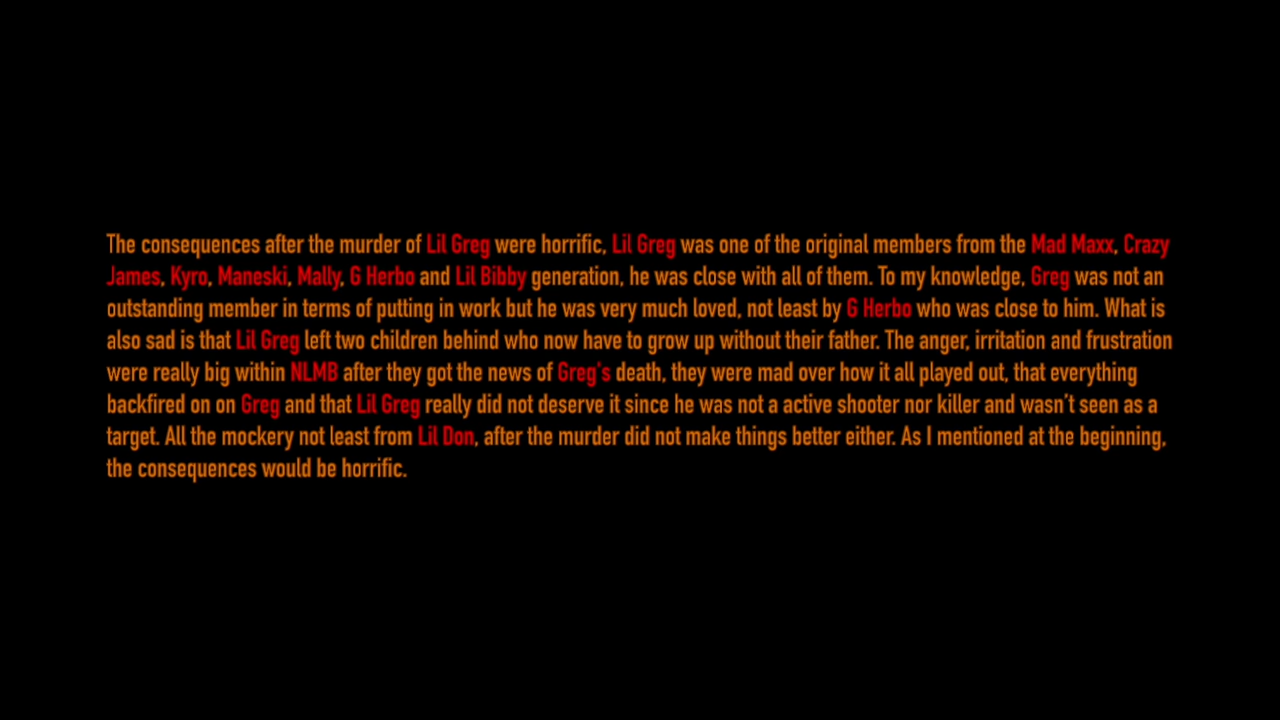 The consequences after the murder of Lil Greg were horrific, Lil Greg was one of the original members from the Mad Maxx, Crazy
James, Kyro, Maneski, Mally, G Herbo and Lil Bibby generation, he was close with all of them. To my knowledge, Greg was not an
outstanding member in terms of putting in work but he was very much loved, not least by G Herbo who was close to him. What is
also sad is that Lil Greg left two children behind who now have to grow up without their father. The anger, irritation and frustration
were really big within NLMB after they got the news of Greg's death, they were mad over how it all played out, that everything
backfired on on Greg and that Lil Greg really did not deserve it since he was not a active shooter nor killer and wasn't seen as a
target. All the mockery not least from Lil Don, after the murder did not make things better either. As I mentioned at the beginning,
the consequences would be horrific.